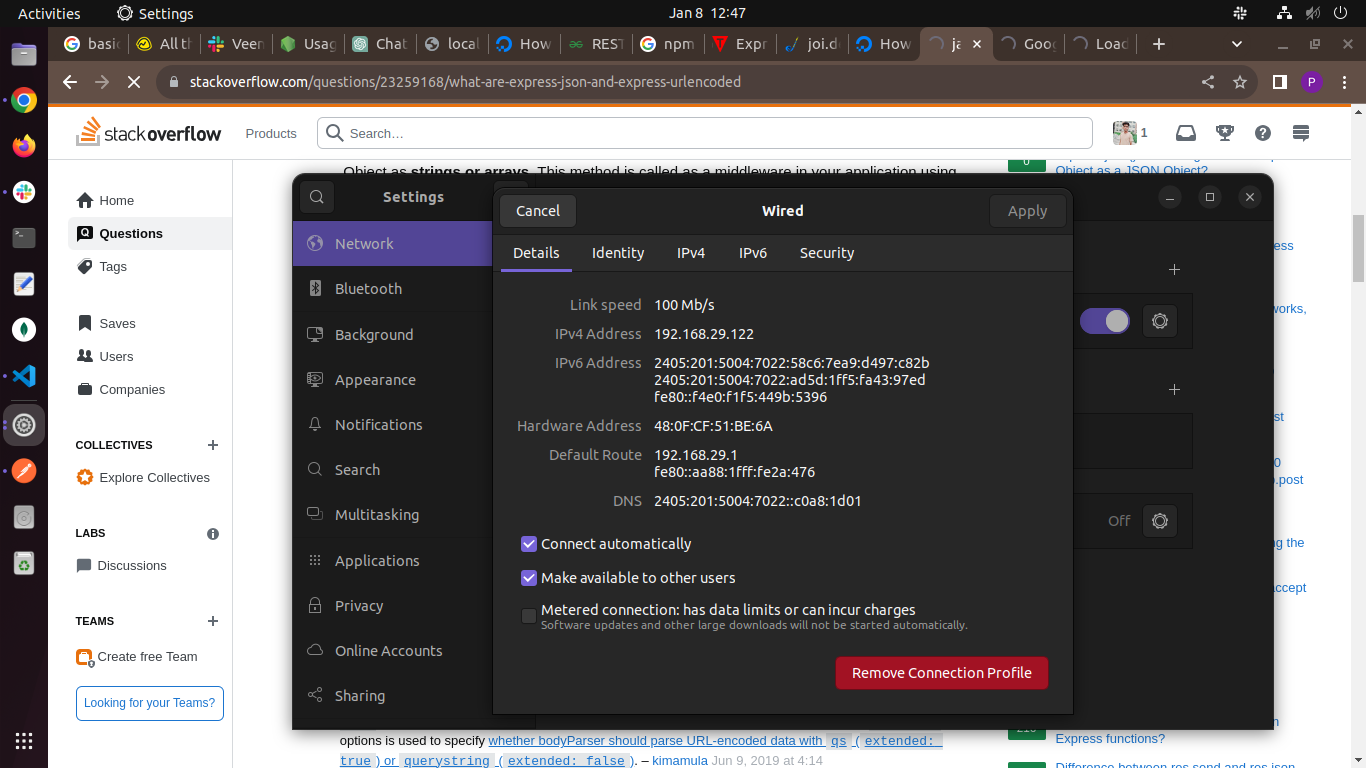 Activities
Settings
Jan 8 12:47
basic
All th
Veen
Usag
Chat
local
How
REST
npm
Expr
joi.de
How
ja
Goog
Load
stackoverflow.com/questions/23259168/what-are-express-json-and-express-urlencoded
P
stackoverflow
Products
Search…
1
Object as strings or arrays. This method is called as a middleware in your application using
0
Object as a JSON Object?
Home
Questions
Tags
Saves
Users
Companies
COLLECTIVES
Explore Collectives
LABS
Discussions
TEAMS
Create free Team
Looking for your Teams?
Settings
Network
Bluetooth
Background
Appearance
Notifications
Search
Multitasking
Applications
Privacy
Online Accounts
Sharing
Cancel
Wired
Apply
Details
Identity
IPv4
IPv6
Security
Link speed 100 Mb/s
IPv4 Address 192.168.29.122
IPv6 Address 2405:201:5004:7022:58c6:7ea9:d497:c82b
2405:201:5004:7022:ad5d:1ff5:fa43:97ed
fe80::f4e0:f1f5:449b:5396
Hardware Address 48:0F:CF:51:BE:6A
Default Route 192.168.29.1
fe80::aa88:1fff:fe2a:476
DNS 2405:201:5004:7022::c0a8:1d01
Connect automatically
Make available to other users
Metered connection: has data limits or can incur charges
Software updates and other large downloads will not be started automatically.
Remove Connection Profile
Off
ess
works,
st
0
o.post
ng the
accept
n
Express functions?
Difference between res.send and res.json
options is used to specify whether bodyParser should parse URL-encoded data with qs (extended:
true) or querystring (extended: false). – kimamula Jun 9, 2019 at 4:14